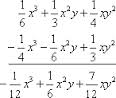 1/6 x³ + 1/3 x²y + 1/4 xy²
− 1/4 x³ − 1/6 x²y + 1/3 xy²
− 1/12 x³ + 1/6 x²y + 7/12 xy²